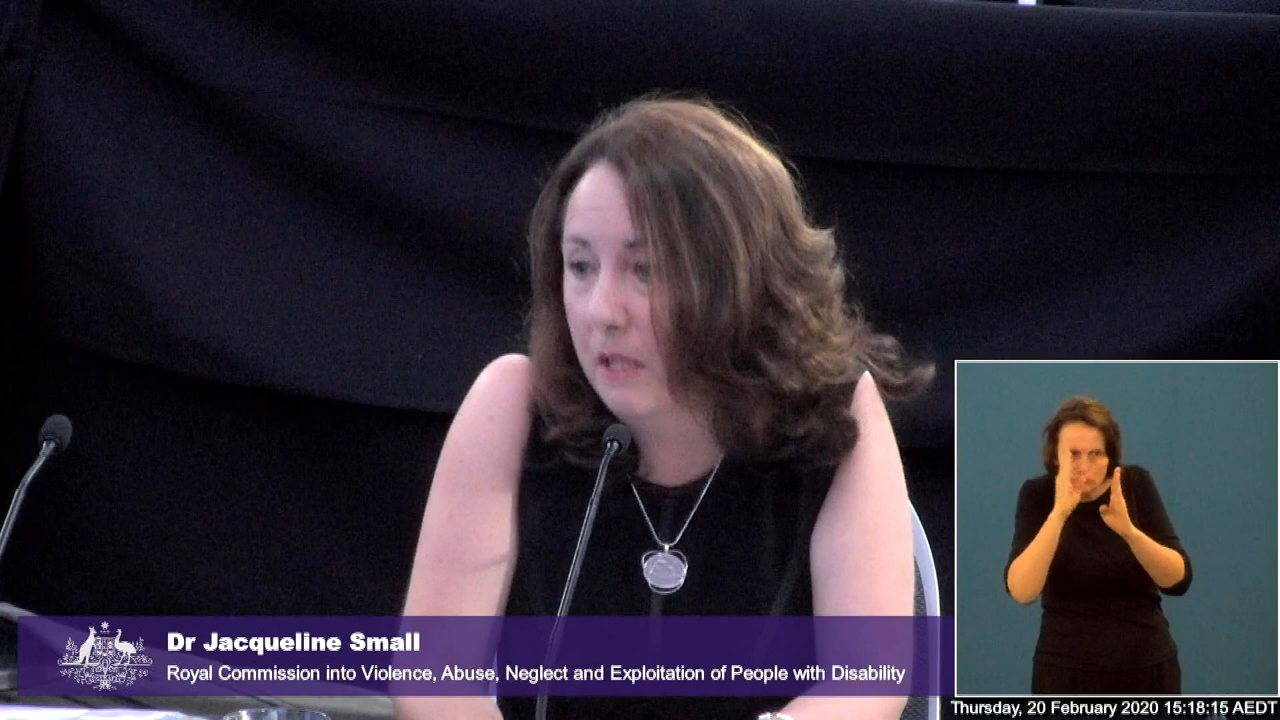 Dr Jacqueline Small
Royal Commission into Violence, Abuse, Neglect and Exploitation of People with Disability
Thursday, 20 February 2020 15:18:15 AEDT